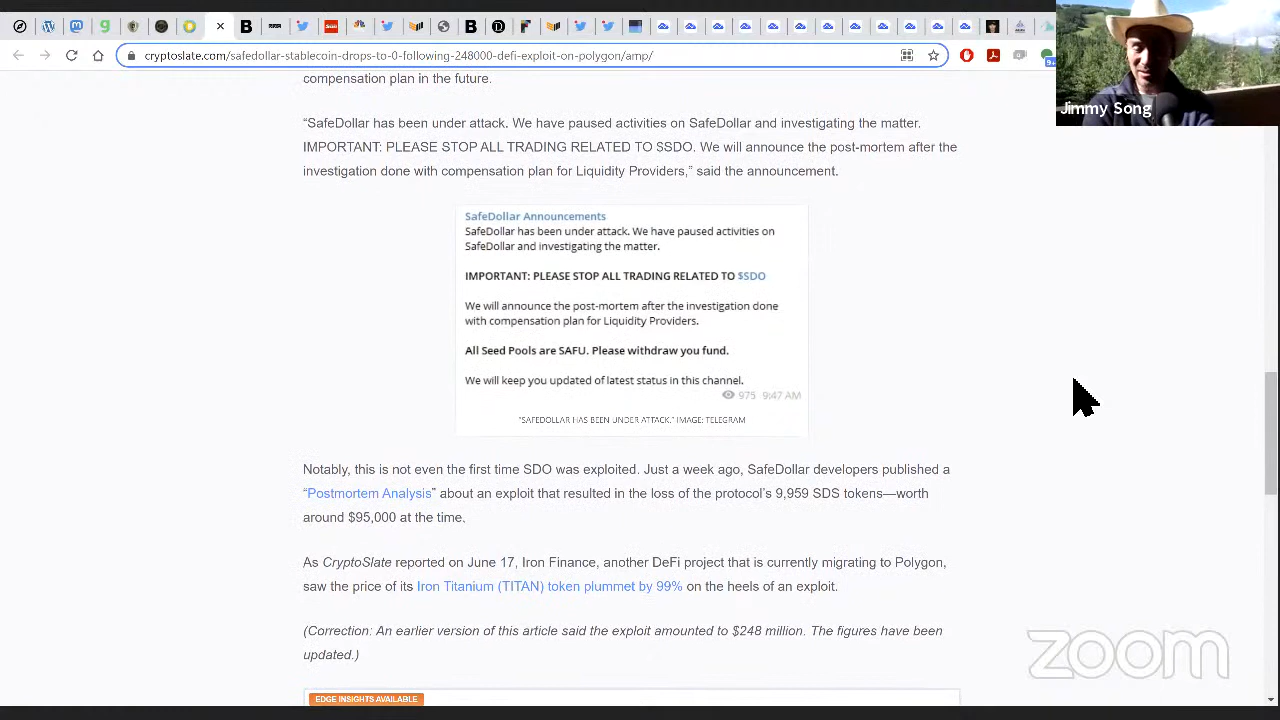 cryptoslate.com/safedollar-stablecoin-drops-to-0-following-248000-defi-exploit-on-polygon/amp/
9+
Jimmy Song
compensation plan in the future.
“SafeDollar has been under attack. We have paused activities on SafeDollar and investigating the matter.
IMPORTANT: PLEASE STOP ALL TRADING RELATED TO $SDO. We will announce the post-mortem after the
investigation done with compensation plan for Liquidity Providers,” said the announcement.
SafeDollar Announcements
SafeDollar has been under attack. We have paused activities on
SafeDollar and investigating the matter.
IMPORTANT: PLEASE STOP ALL TRADING RELATED TO $SDO
We will announce the post-mortem after the investigation done
with compensation plan for Liquidity Providers.
All Seed Pools are SAFU. Please withdraw you fund.
We will keep you updated of latest status in this channel.
975 9:47 AM
"SAFEDOLLAR HAS BEEN UNDER ATTACK." IMAGE: TELEGRAM
Notably, this is not even the first time SDO was exploited. Just a week ago, SafeDollar developers published a
“Postmortem Analysis” about an exploit that resulted in the loss of the protocol’s 9,959 SDS tokens—worth
around $95,000 at the time.
As CryptoSlate reported on June 17, Iron Finance, another DeFi project that is currently migrating to Polygon,
saw the price of its Iron Titanium (TITAN) token plummet by 99% on the heels of an exploit.
(Correction: An earlier version of this article said the exploit amounted to $248 million. The figures have been
updated.)
zoom
EDGE INSIGHTS AVAILABLE